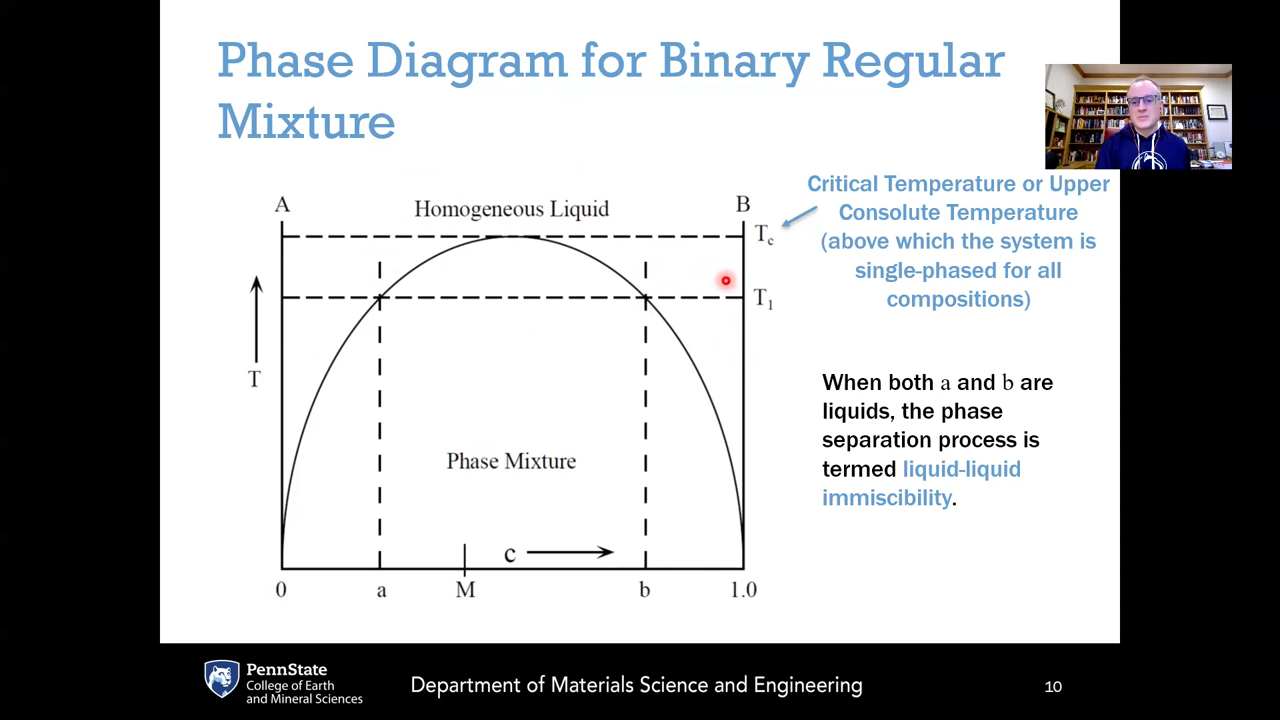 Phase Diagram for Binary Regular
Mixture
Critical Temperature or Upper
Consolute Temperature
(above which the system is
single-phased for all
compositions)
A
Homogeneous Liquid
B
Tc
T1
T
When both a and b are
liquids, the phase
separation process is
termed liquid-liquid
immiscibility.
Phase Mixture
c
0
a
M
b
1.0
PennState
College of Earth
and Mineral Sciences
Department of Materials Science and Engineering
10